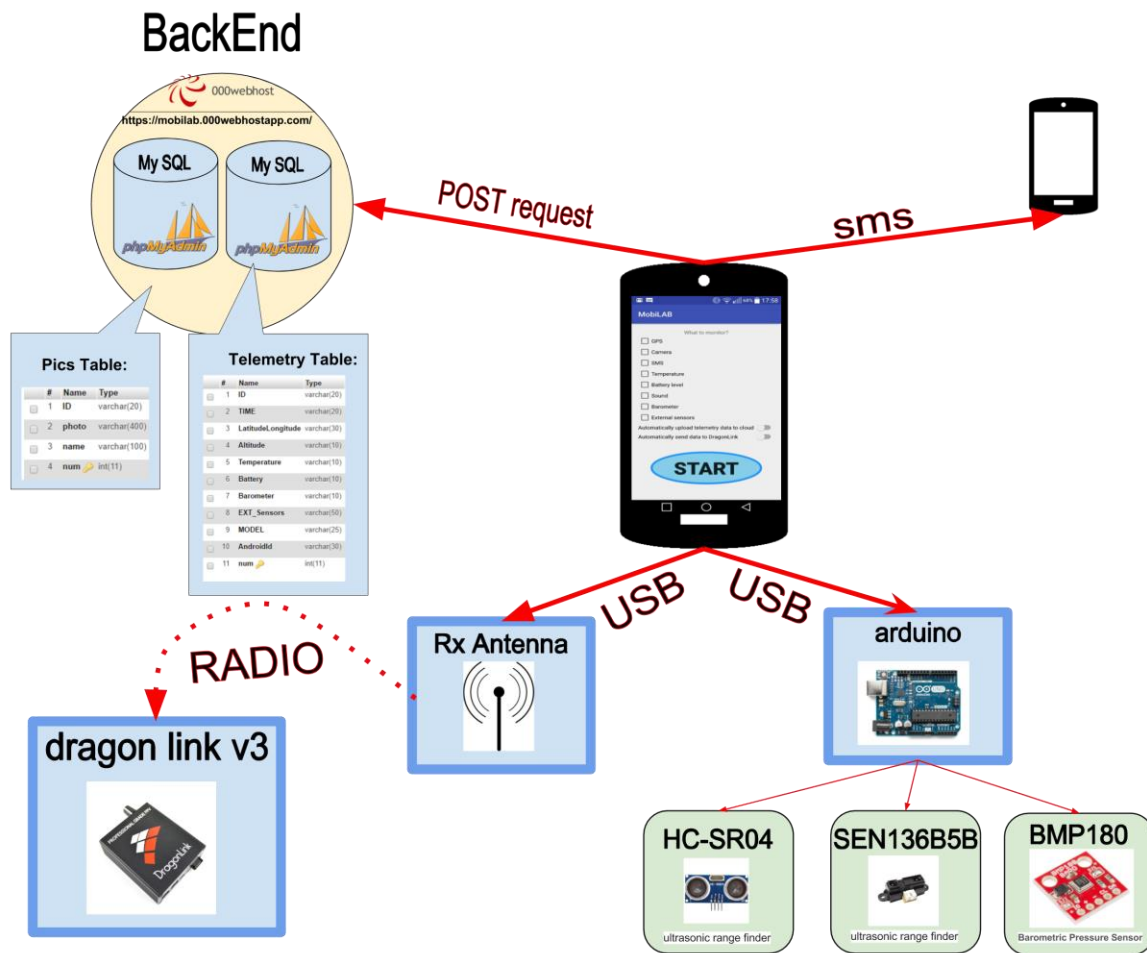 BackEnd
000webhost
https://mobilab.000webhostapp.com/
My SQL
My SQL
phpMyAdmin
phpMyAdmin
POST request
sms
Pics Table:
# Name Type
1 ID varchar(20)
2 photo varchar(400)
3 name varchar(100)
4 num int(11)
Telemetry Table:
# Name Type
1 ID varchar(20)
2 TIME varchar(20)
3 LatitudeLongitude varchar(30)
4 Altitude varchar(10)
5 Temperature varchar(10)
6 Battery varchar(10)
7 Barometer varchar(10)
8 EXT_Sensors varchar(50)
9 MODEL varchar(25)
10 AndroidId varchar(30)
11 num int(11)
17:58
MobiLAB
What to monitor?
GPS
Camera
SMS
Temperature
Battery level
Sound
Barometer
External sensors
Automatically upload telemetry data to cloud
Automatically send data to DragonLink
START
USB
USB
RADIO
Rx Antenna
arduino
dragon link v3
PROFESSIONAL GRADE RC
DragonLink
HC-SR04
ultrasonic range finder
SEN136B5B
ultrasonic range finder
BMP180
Barometric Pressure Sensor